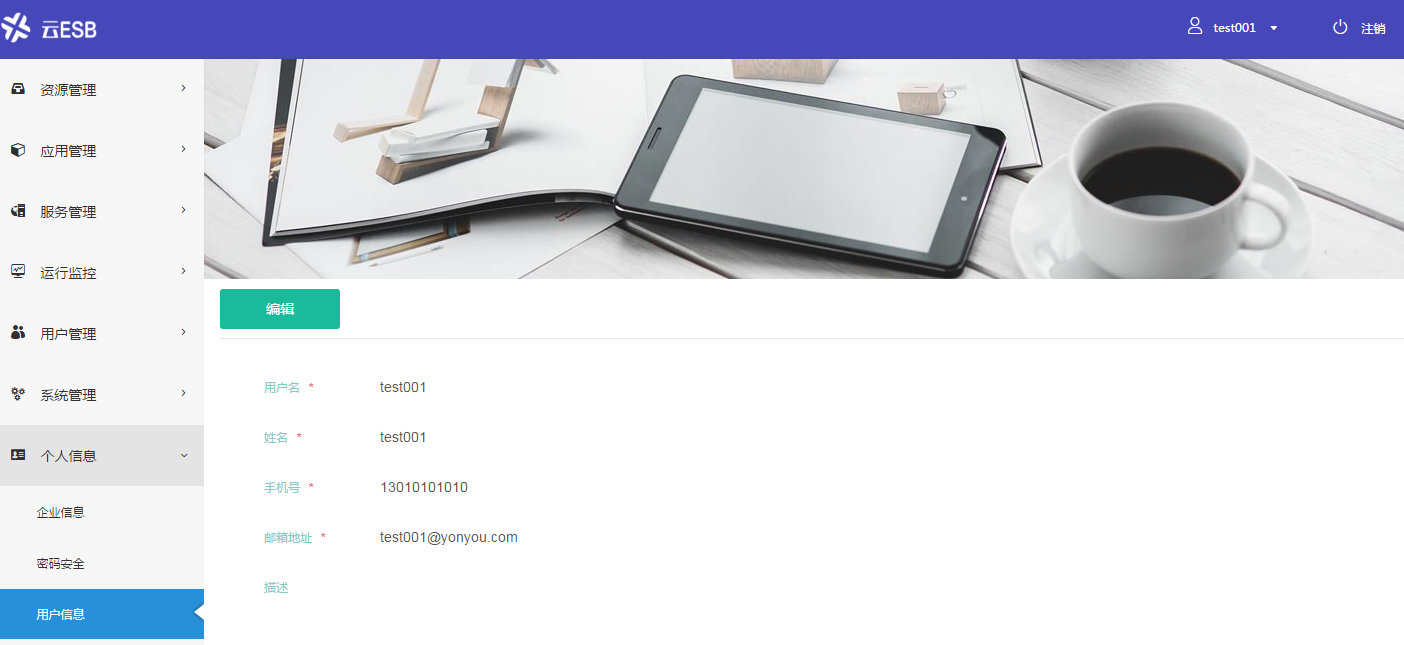 云ESB
test001
注销
资源管理
应用管理
服务管理
运行监控
用户管理
系统管理
个人信息
企业信息
密码安全
用户信息
编辑
用户名 * test001
姓名 * test001
手机号 * 13010101010
邮箱地址 * test001@yonyou.com
描述